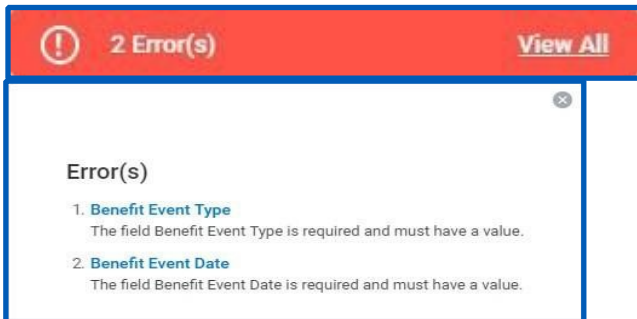 2 Error(s)
View All
Error(s)
1. Benefit Event Type
The field Benefit Event Type is required and must have a value.
2. Benefit Event Date
The field Benefit Event Date is required and must have a value.